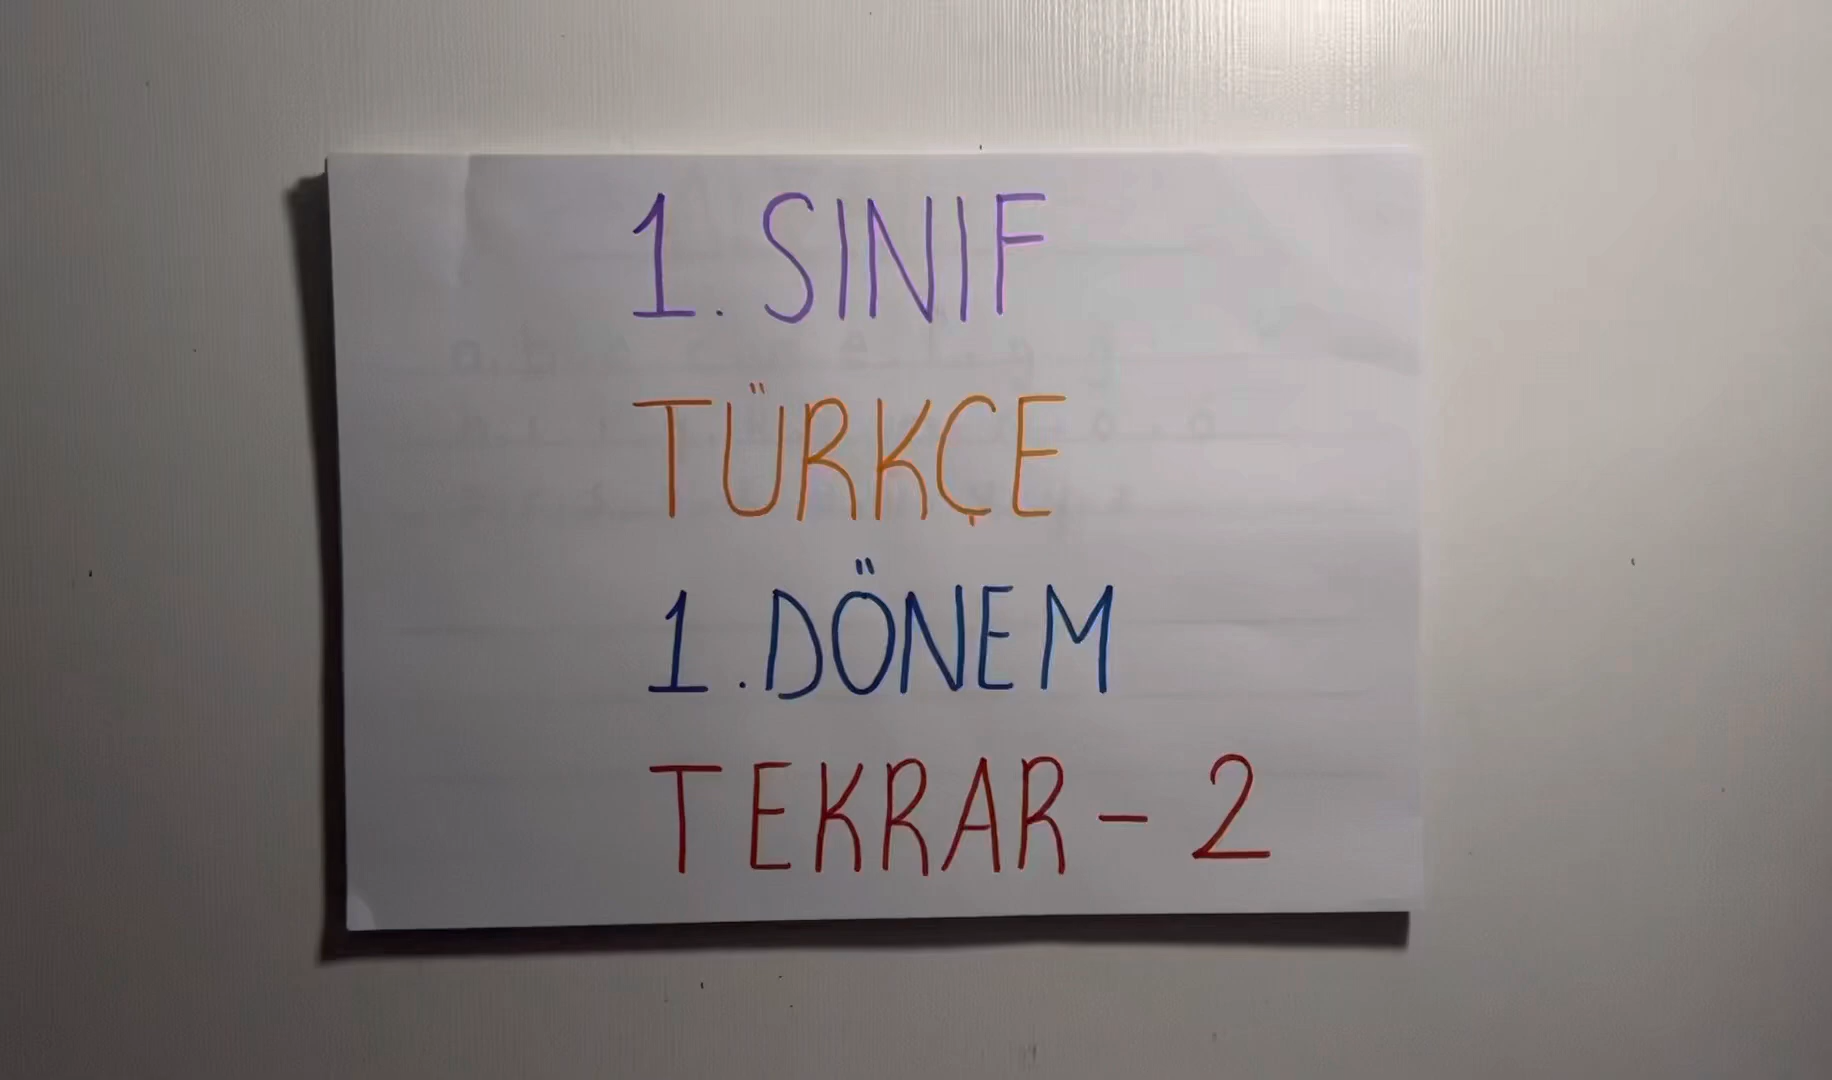 1. SINIF
TÜRKÇE
1. DÖNEM
TEKRAR - 2